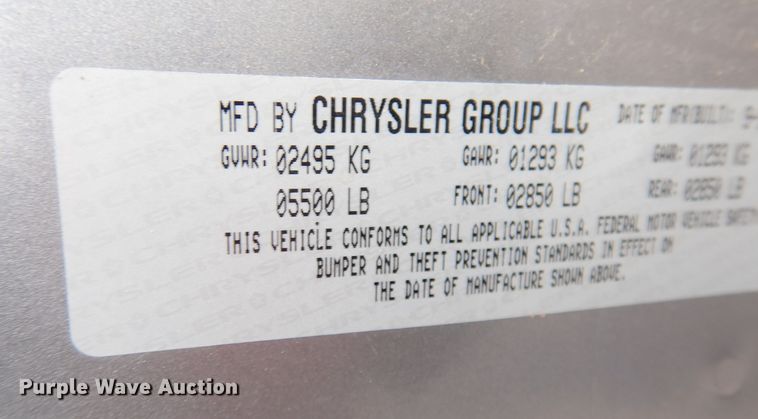 MFD BY CHRYSLER GROUP LLC DATE OF MFR/BUILT: 9-
GVWR: 02495 KG GAWR: 01293 KG GAWR: 01293 KG
05500 LB FRONT: 02850 LB REAR: 02850 LB
THIS VEHICLE CONFORMS TO ALL APPLICABLE U.S.A. FEDERAL MOTOR VEHICLE SAFETY
BUMPER AND THEFT PREVENTION STANDARDS IN EFFECT ON
THE DATE OF MANUFACTURE SHOWN ABOVE.
Purple Wave Auction